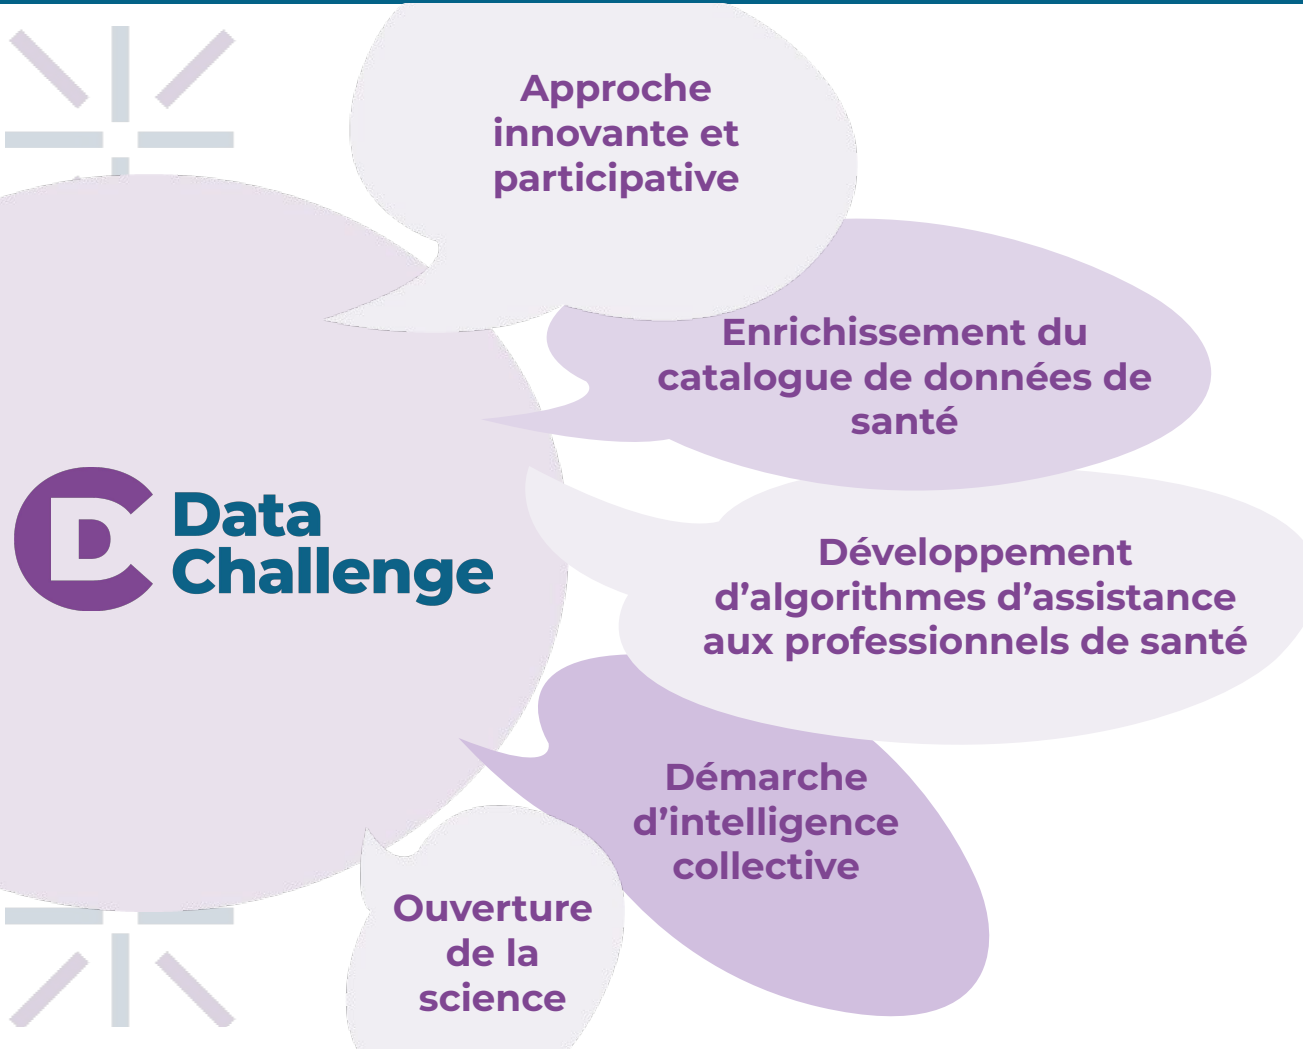 Approche
innovante et
participative
Enrichissement du
catalogue de données de
santé
DC
Data
Challenge
Développement
d’algorithmes d’assistance
aux professionnels de santé
Démarche
d’intelligence
collective
Ouverture
de la
science